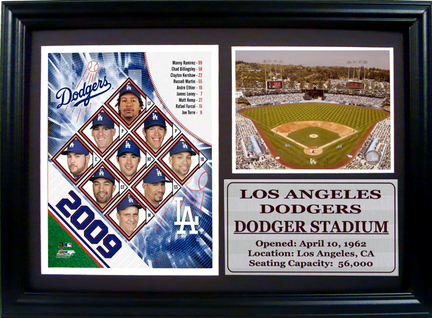 Dodgers
Manny Ramirez - 99
Chad Billingsley - 58
Clayton Kershaw - 22
Russell Martin - 55
Andre Ethier - 16
James Loney - 7
Matt Kemp - 27
Rafael Furcal - 15
Joe Torre - 6
2009
LA
LOS ANGELES
DODGERS
DODGER STADIUM
Opened: April 10, 1962
Location: Los Angeles, CA
Seating Capacity: 56,000